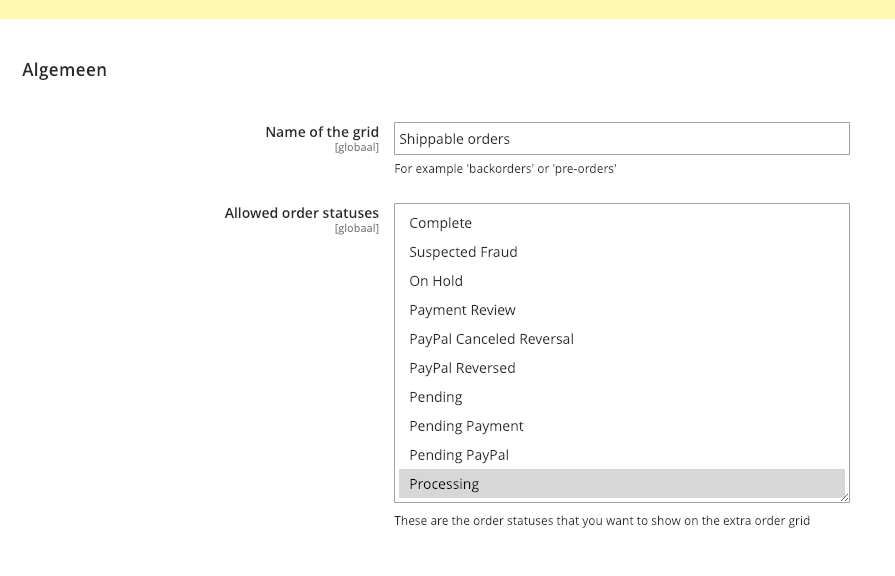 Algemeen
Name of the grid
[globaal]
Shippable orders
For example 'backorders' or 'pre-orders'
Allowed order statuses
[globaal]
Complete
Suspected Fraud
On Hold
Payment Review
PayPal Canceled Reversal
PayPal Reversed
Pending
Pending Payment
Pending PayPal
Processing
These are the order statuses that you want to show on the extra order grid